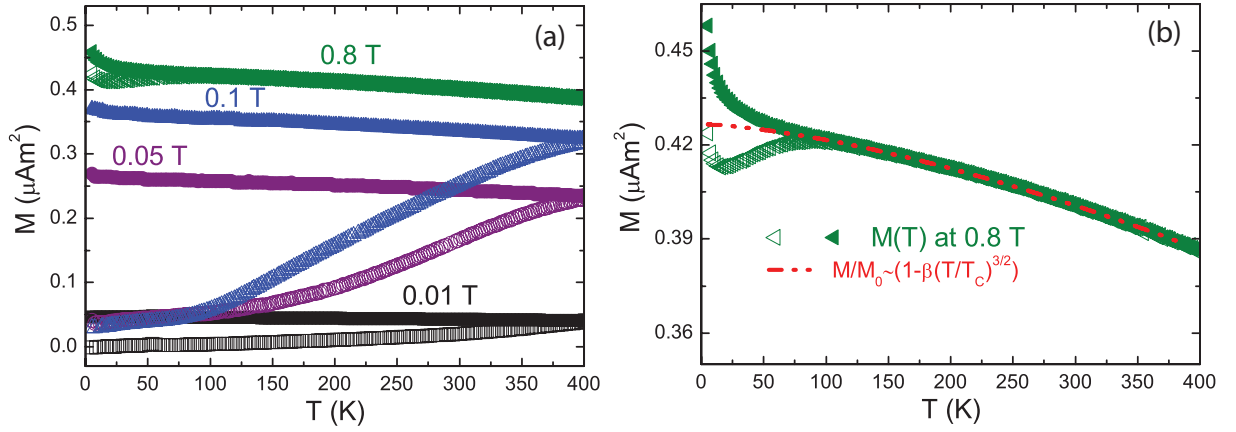 (a)
0.8 T
0.1 T
0.05 T
0.01 T
M (μAm²)
0.5
0.4
0.3
0.2
0.1
0.0
0 50 100 150 200 250 300 350 400
T (K)
(b)
M (μAm²)
0.45
0.42
0.39
0.36
M(T) at 0.8 T
M/M₀~(1-β(T/T_C)^3/2)
0 50 100 150 200 250 300 350 400
T (K)